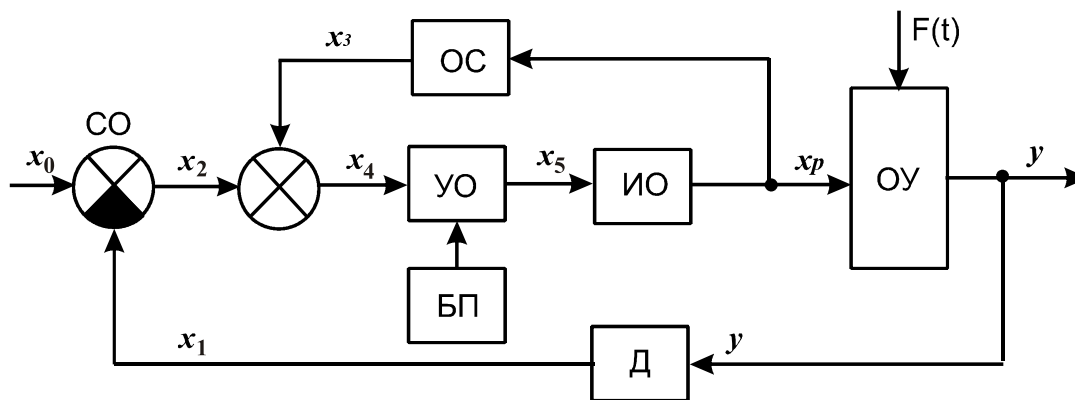 F(t)
x₃
ОС
СО
x₀
x₂
x₄
УО
x₅
ИО
xₚ
ОУ
y
БП
x₁
Д
y